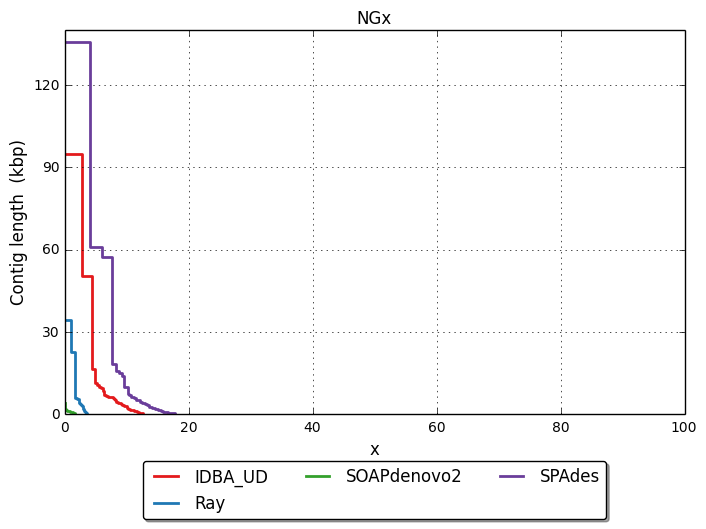 NGx
120
90
60
30
0
Contig length (kbp)
0 20 40 60 80 100
x
IDBA_UD SOAPdenovo2 SPAdes
Ray